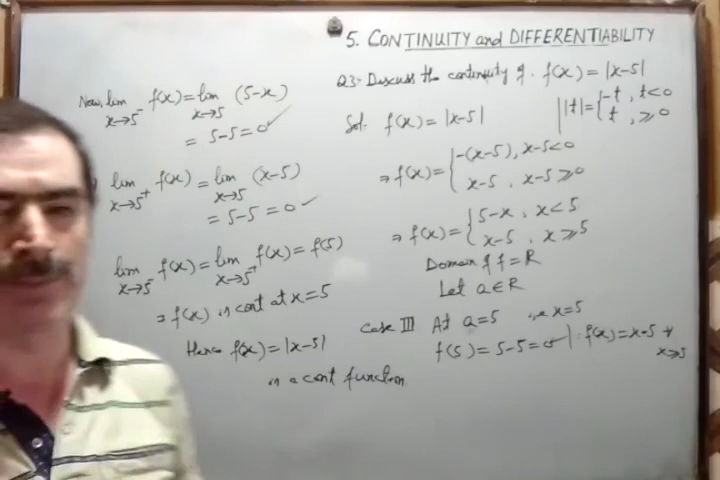 5. CONTINUITY and DIFFERENTIABILITY
Q3- Discuss the continuity of. f(x) = |x-5|
Sol. f(x) = |x-5|
|t| = { -t , t<0
t , ≥0
⇒ f(x) = { -(x-5), x-5<0
x-5 , x-5≥0
⇒ f(x) = { 5-x , x<5
x-5 , x≥5
Domain of f = R
Let a∈R
Case III At a=5 i.e x=5
f(5) = 5-5=0 ✓ | ∵ f(x)=x-5 ∀
x≥5
Now, lim f(x) = lim (5-x)
x→5⁻ x→5
= 5-5=0 ✓
lim f(x) = lim (x-5)
x→5⁺ x→5
= 5-5=0 ✓
lim f(x) = lim f(x) = f(5)
x→5⁻ x→5⁺
⇒ f(x) is cont at x=5
Hence f(x) = |x-5|
is a cont function.